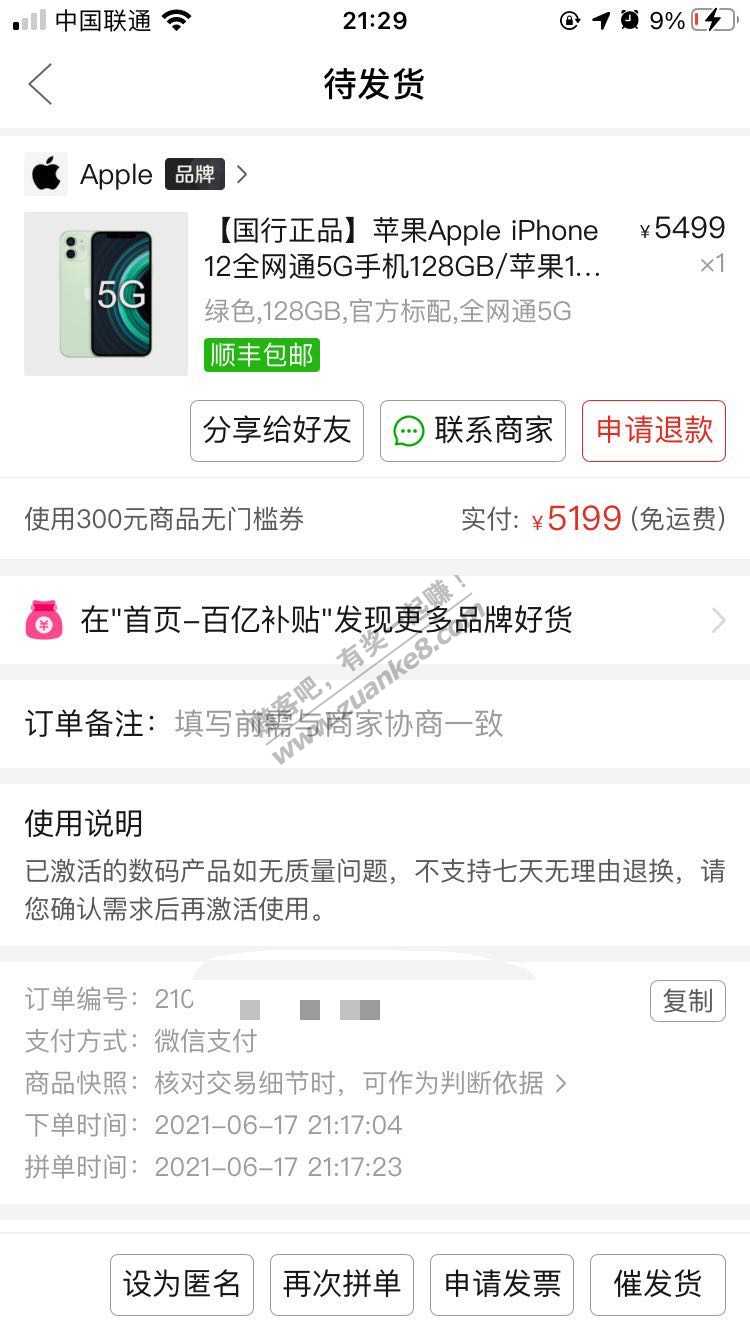 中国联通 21:29 9%
待发货
Apple 品牌
【国行正品】苹果Apple iPhone ¥5499
12全网通5G手机128GB/苹果1... ×1
5G
绿色,128GB,官方标配,全网通5G
顺丰包邮
分享给好友 联系商家 申请退款
使用300元商品无门槛券 实付: ¥5199 (免运费)
在"首页-百亿补贴"发现更多品牌好货
赚客吧，有奖一起赚！
www.zuanke8.com
订单备注： 填写前需与商家协商一致
使用说明
已激活的数码产品如无质量问题，不支持七天无理由退换，请
您确认需求后再激活使用。
订单编号： 210 复制
支付方式： 微信支付
商品快照： 核对交易细节时，可作为判断依据
下单时间： 2021-06-17 21:17:04
拼单时间： 2021-06-17 21:17:23
设为匿名 再次拼单 申请发票 催发货